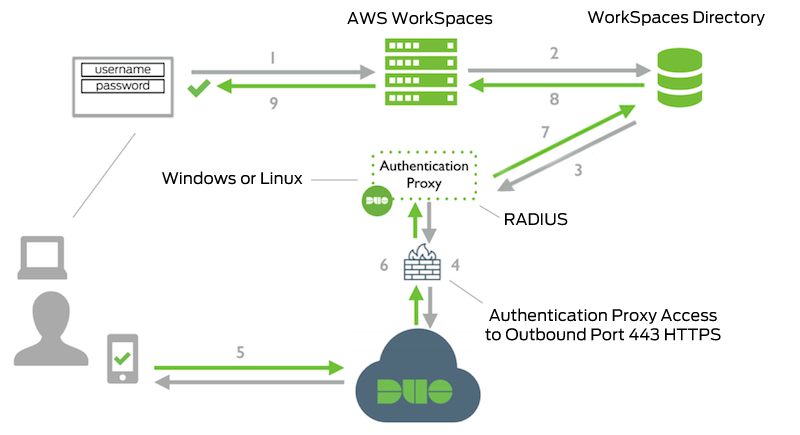 AWS WorkSpaces
WorkSpaces Directory
username
password
1
2
9
8
7
3
Authentication
Proxy
Windows or Linux
DUO
RADIUS
6
4
Authentication Proxy Access
to Outbound Port 443 HTTPS
5
DUO